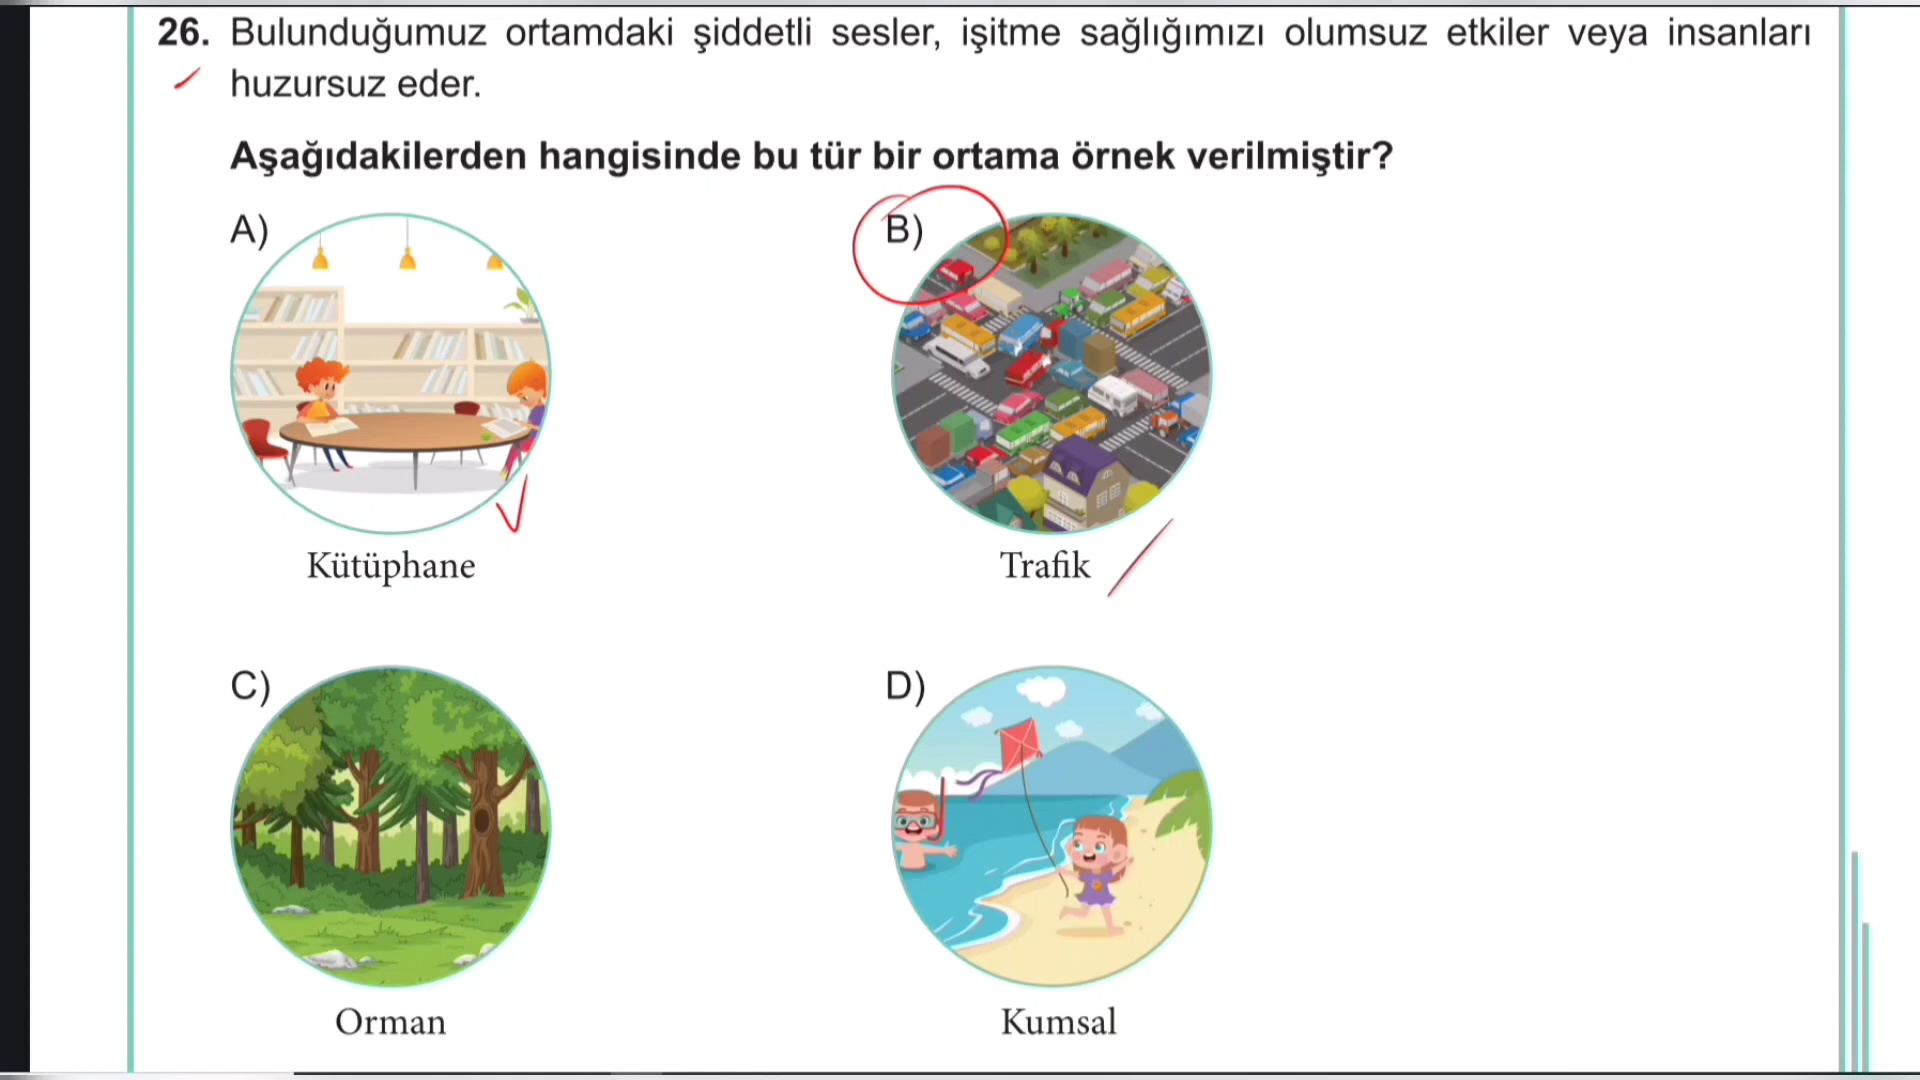 26. Bulunduğumuz ortamdaki şiddetli sesler, işitme sağlığımızı olumsuz etkiler veya insanları
huzursuz eder.
Aşağıdakilerden hangisinde bu tür bir ortama örnek verilmiştir?
A)
B)
Kütüphane
Trafik
C)
D)
Orman
Kumsal